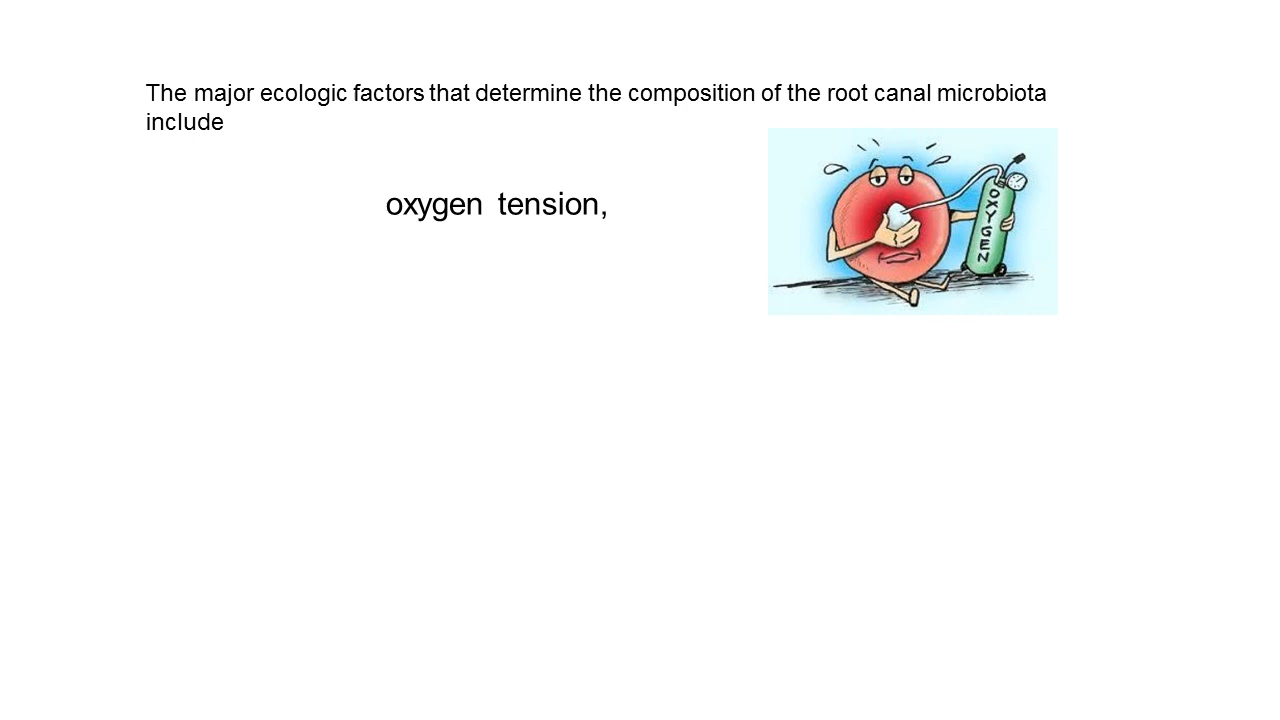 The major ecologic factors that determine the composition of the root canal microbiota
include
oxygen tension,
OXYGEN